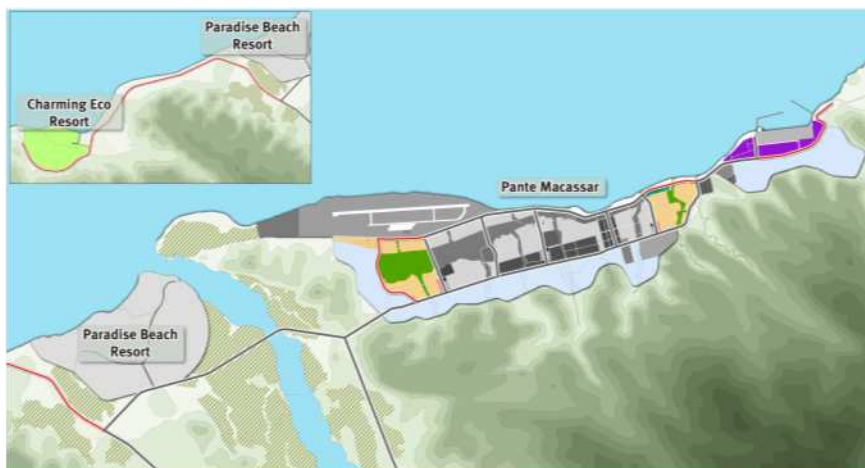 Paradise Beach
Resort
Charming Eco
Resort
Pante Macassar
Paradise Beach
Resort